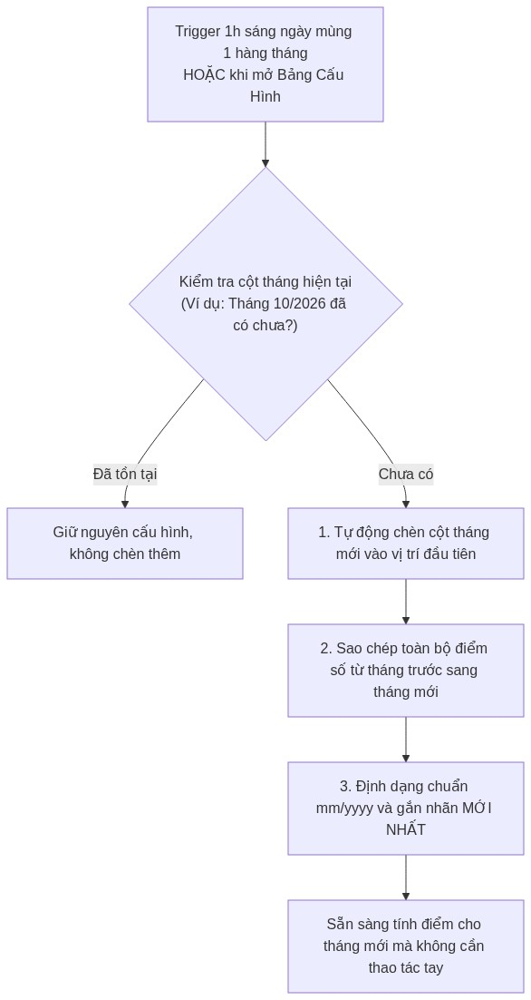 Trigger 1h sáng ngày mùng
1 hàng tháng
HOẶC khi mở Bảng Cấu
Hình
Kiểm tra cột tháng hiện tại
(Ví dụ: Tháng 10/2026 đã
có chưa?)
Đã tồn tại
Chưa có
Giữ nguyên cấu hình,
không chèn thêm
1. Tự động chèn cột tháng
mới vào vị trí đầu tiên
2. Sao chép toàn bộ điểm
số từ tháng trước sang
tháng mới
3. Định dạng chuẩn
mm/yyyy và gắn nhãn MỚI
NHẤT
Sẵn sàng tính điểm cho
tháng mới mà không cần
thao tác tay